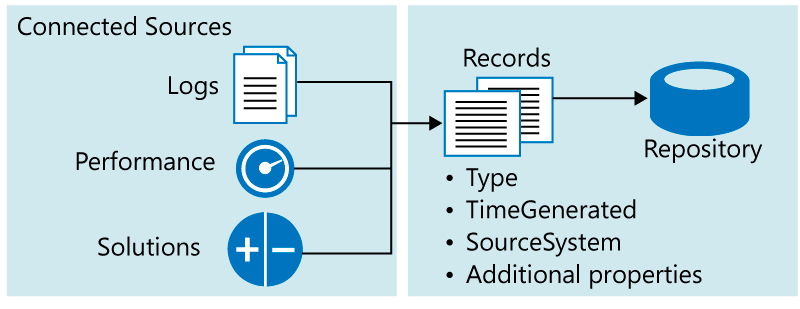 Connected Sources
Logs
Performance
Solutions
Records
Repository
• Type
• TimeGenerated
• SourceSystem
• Additional properties